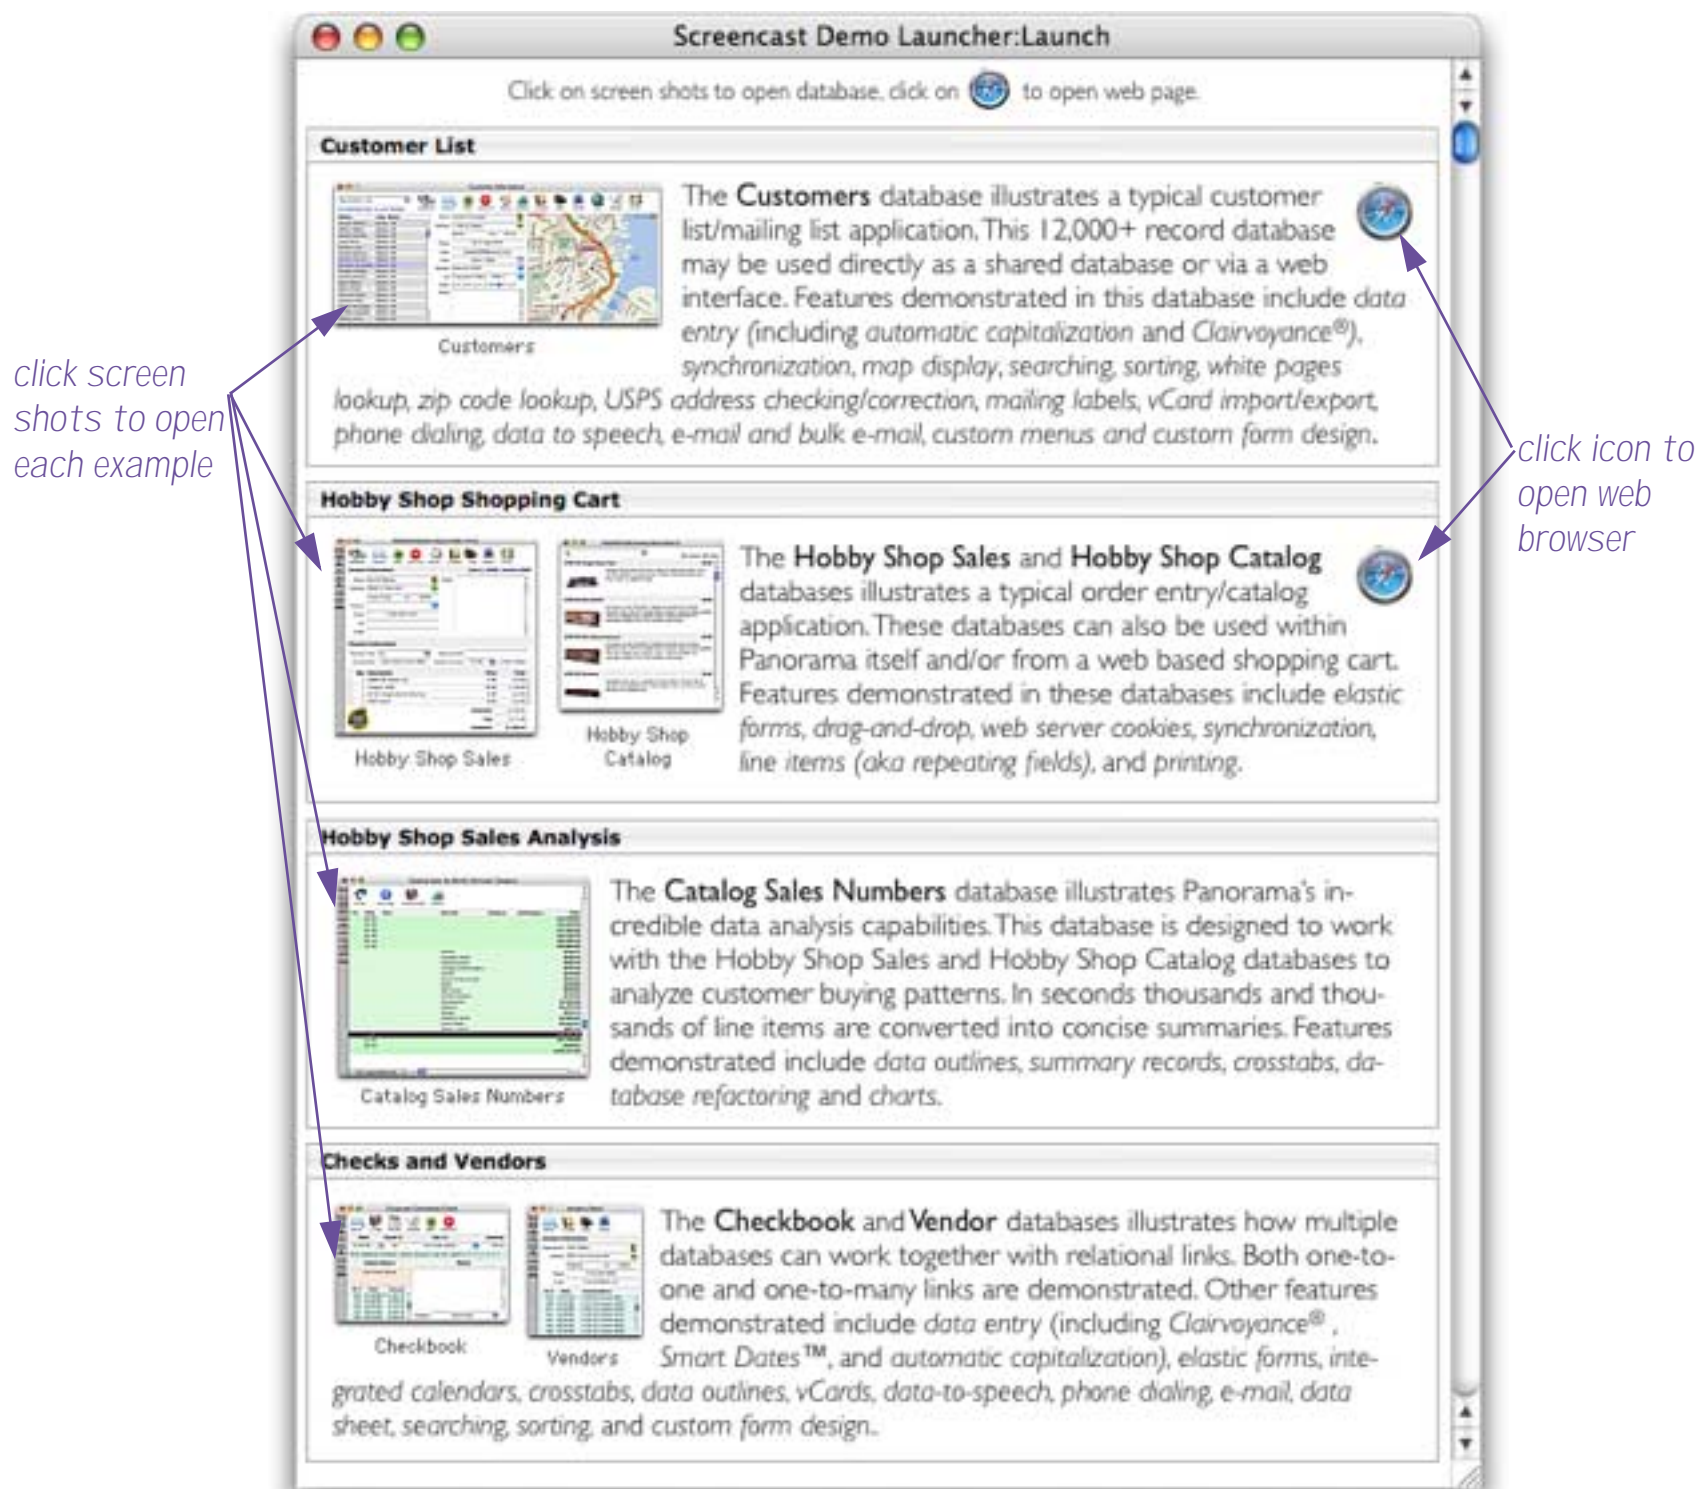 Screencast Demo Launcher:Launch
Click on screen shots to open database, click on to open web page.
Customer List
The Customers database illustrates a typical customer
list/mailing list application. This 12,000+ record database
may be used directly as a shared database or via a web
interface. Features demonstrated in this database include data
entry (including automatic capitalization and Clairvoyance®),
synchronization, map display, searching, sorting, white pages
lookup, zip code lookup, USPS address checking/correction, mailing labels, vCard import/export,
phone dialing, data to speech, e-mail and bulk e-mail, custom menus and custom form design.
Customers
click screen
shots to open
each example
click icon to
open web
browser
Hobby Shop Shopping Cart
The Hobby Shop Sales and Hobby Shop Catalog
databases illustrates a typical order entry/catalog
application. These databases can also be used within
Panorama itself and/or from a web based shopping cart.
Features demonstrated in these databases include elastic
forms, drag-and-drop, web server cookies, synchronization,
line items (aka repeating fields), and printing.
Hobby Shop Sales
Hobby Shop
Catalog
Hobby Shop Sales Analysis
The Catalog Sales Numbers database illustrates Panorama's in-
credible data analysis capabilities. This database is designed to work
with the Hobby Shop Sales and Hobby Shop Catalog databases to
analyze customer buying patterns. In seconds thousands and thou-
sands of line items are converted into concise summaries. Features
demonstrated include data outlines, summary records, crosstabs, da-
tabase refactoring and charts.
Catalog Sales Numbers
Checks and Vendors
The Checkbook and Vendor databases illustrates how multiple
databases can work together with relational links. Both one-to-
one and one-to-many links are demonstrated. Other features
demonstrated include data entry (including Clairvoyance® ,
Smart Dates™, and automatic capitalization), elastic forms, inte-
grated calendars, crosstabs, data outlines, vCards, data-to-speech, phone dialing, e-mail, data
sheet, searching, sorting, and custom form design..
Checkbook
Vendors